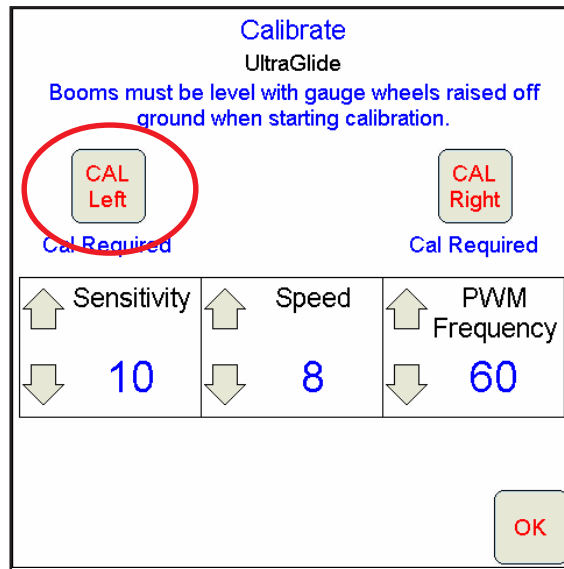 Calibrate
UltraGlide
Booms must be level with gauge wheels raised off
ground when starting calibration.
CAL
Left
CAL
Right
Cal Required
Cal Required
Sensitivity
10
Speed
8
PWM
Frequency
60
OK